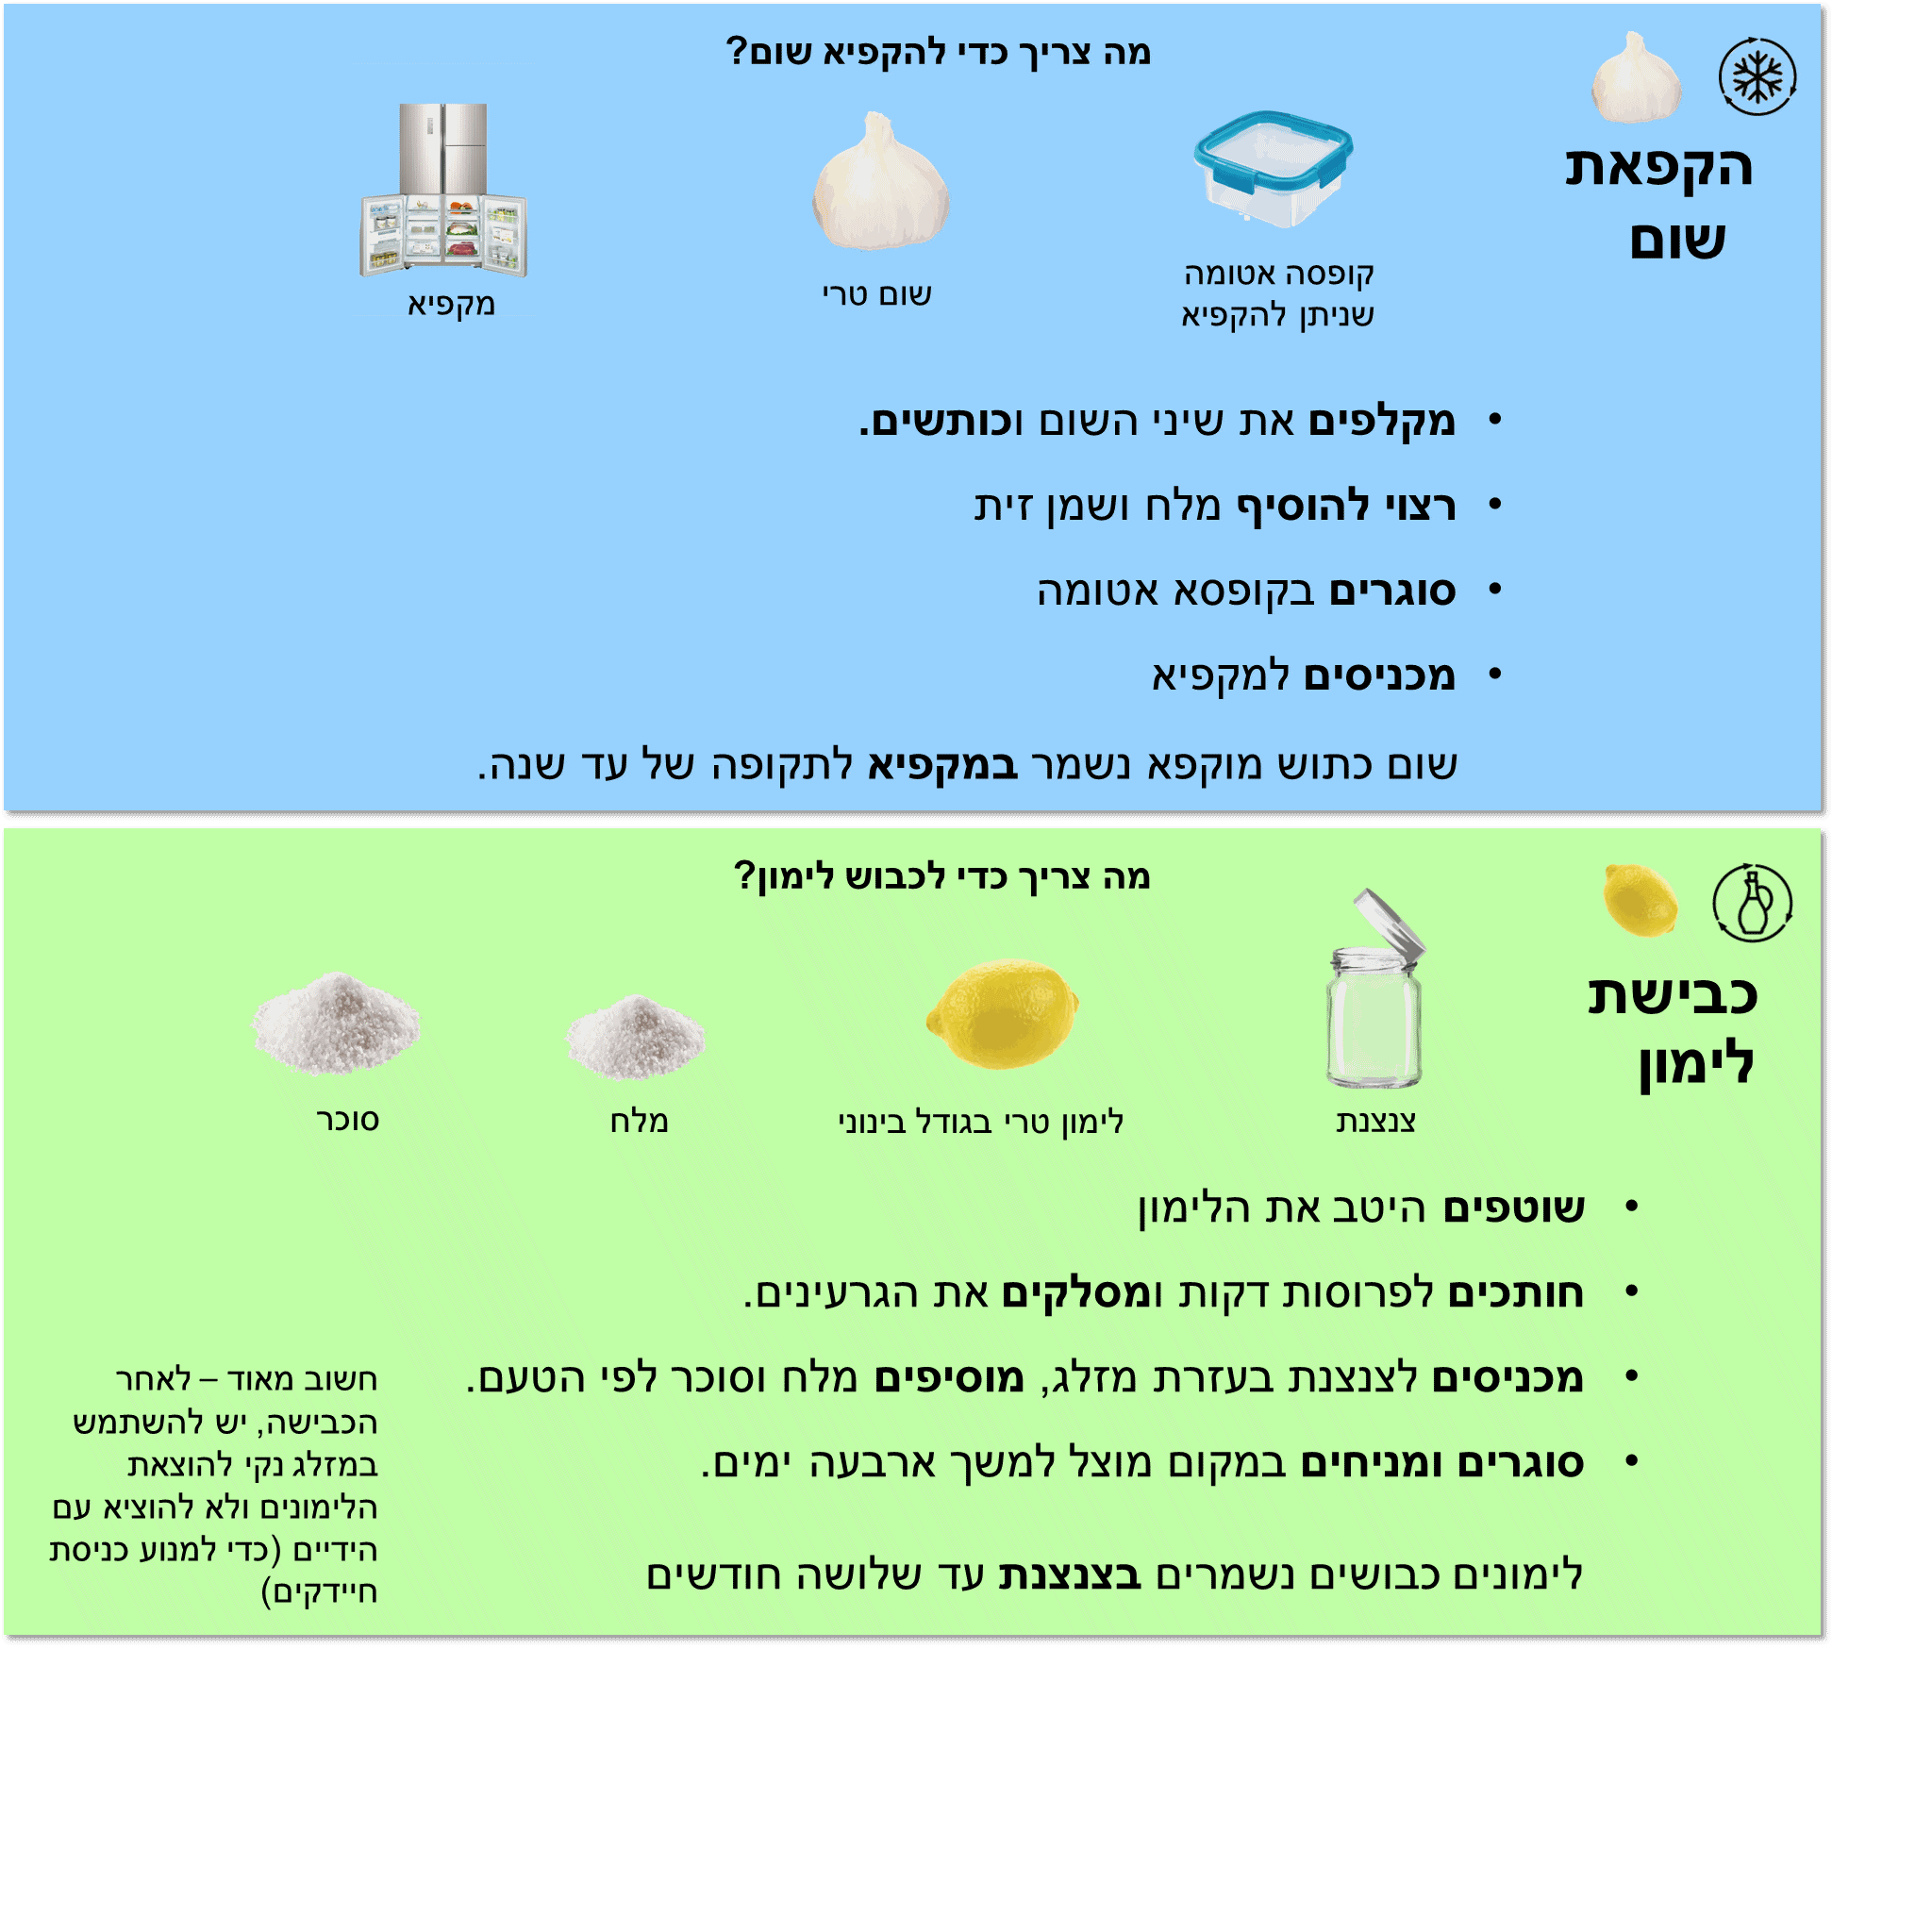 הקפאת
שום
מה צריך כדי להקפיא שום?
קופסה אטומה
שניתן להקפיא
שום טרי
מקפיא
• מקלפים את שיני השום וכותשים.
• רצוי להוסיף מלח ושמן זית
• סוגרים בקופסא אטומה
• מכניסים למקפיא
שום כתוש מוקפא נשמר במקפיא לתקופה של עד שנה.
כבישת
לימון
מה צריך כדי לכבוש לימון?
צנצנת
לימון טרי בגודל בינוני
מלח
סוכר
• שוטפים היטב את הלימון
• חותכים לפרוסות דקות ומסלקים את הגרעינים.
• מכניסים לצנצנת בעזרת מזלג, מוסיפים מלח וסוכר לפי הטעם.
• סוגרים ומניחים במקום מוצל למשך ארבעה ימים.
לימונים כבושים נשמרים בצנצנת עד שלושה חודשים
חשוב מאוד – לאחר
הכבישה, יש להשתמש
במזלג נקי להוצאת
הלימונים ולא להוציא עם
הידיים (כדי למנוע כניסת
חיידקים)